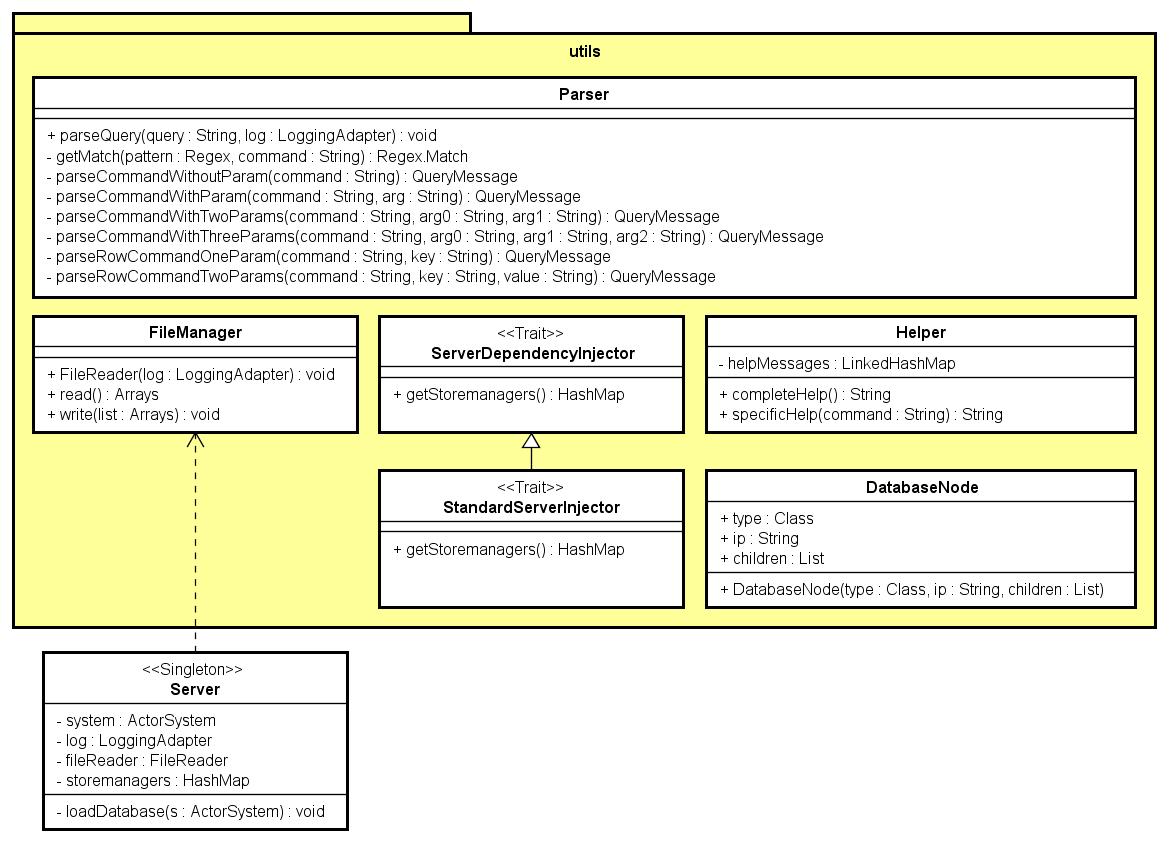 utils
Parser
+ parseQuery(query : String, log : LoggingAdapter) : void
- getMatch(pattern : Regex, command : String) : Regex.Match
- parseCommandWithoutParam(command : String) : QueryMessage
- parseCommandWithParam(command : String, arg : String) : QueryMessage
- parseCommandWithTwoParams(command : String, arg0 : String, arg1 : String) : QueryMessage
- parseCommandWithThreeParams(command : String, arg0 : String, arg1 : String, arg2 : String) : QueryMessage
- parseRowCommandOneParam(command : String, key : String) : QueryMessage
- parseRowCommandTwoParams(command : String, key : String, value : String) : QueryMessage
FileManager
+ FileReader(log : LoggingAdapter) : void
+ read() : Arrays
+ write(list : Arrays) : void
<<Trait>>
ServerDependencyInjector
+ getStoremanagers() : HashMap
Helper
- helpMessages : LinkedHashMap
+ completeHelp() : String
+ specificHelp(command : String) : String
<<Trait>>
StandardServerInjector
+ getStoremanagers() : HashMap
DatabaseNode
+ type : Class
+ ip : String
+ children : List
+ DatabaseNode(type : Class, ip : String, children : List)
<<Singleton>>
Server
- system : ActorSystem
- log : LoggingAdapter
- fileReader : FileReader
- storemanagers : HashMap
- loadDatabase(s : ActorSystem) : void